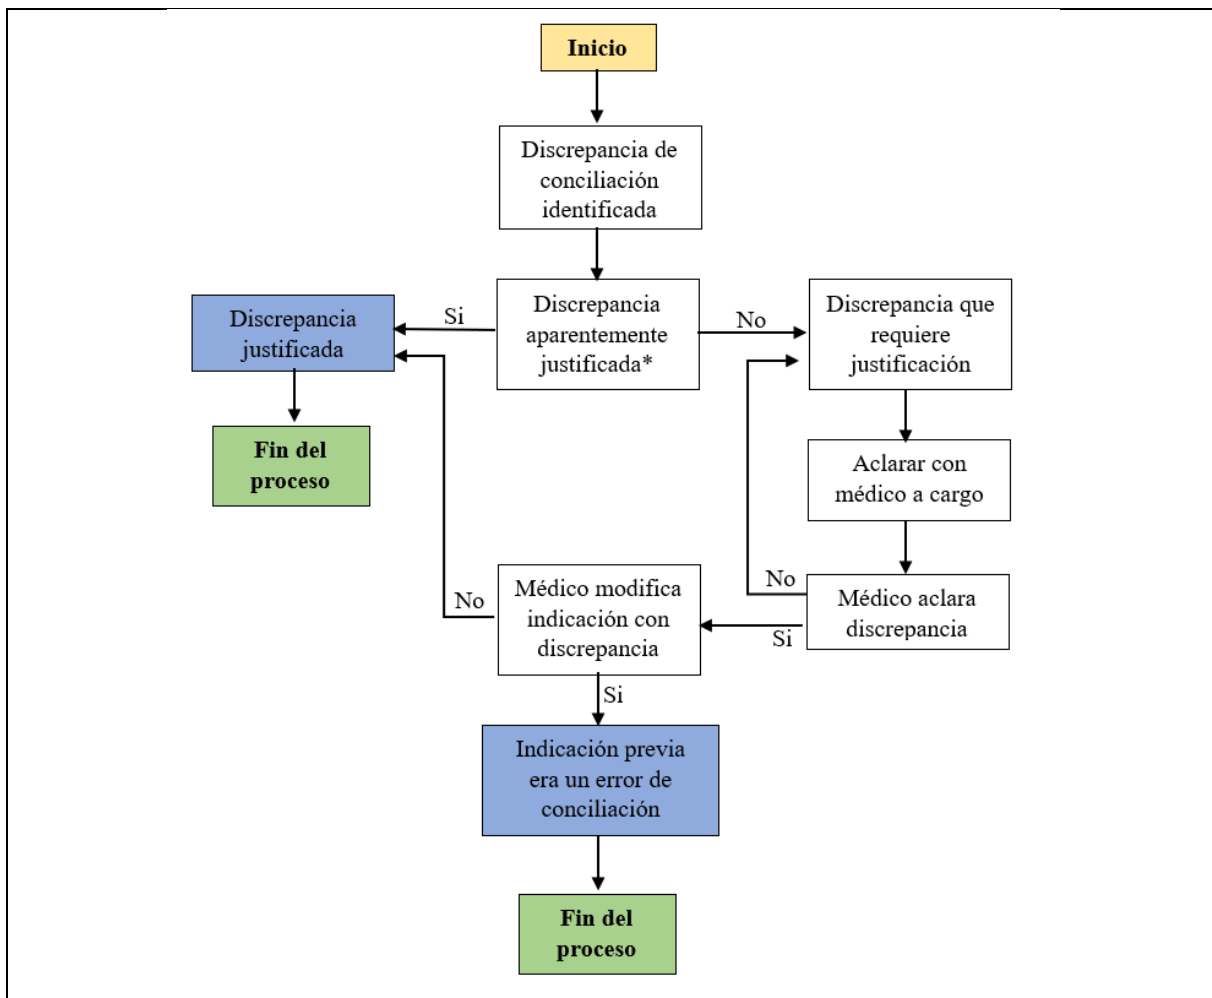 Inicio
Discrepancia de
conciliación
identificada
Discrepancia
justificada
Si
Discrepancia
aparentemente
justificada*
No
Discrepancia que
requiere
justificación
Fin del
proceso
Aclarar con
médico a cargo
No
Médico aclara
discrepancia
Si
Médico modifica
indicación con
discrepancia
No
Si
Indicación previa
era un error de
conciliación
Fin del
proceso